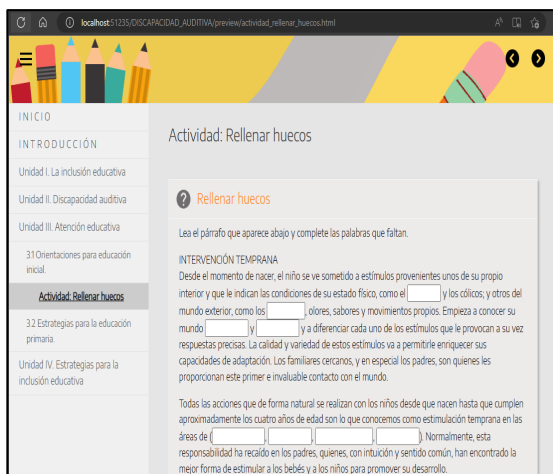 localhost:51235/DISCAPACIDAD_AUDITIVA/preview/actividad_rellenar_huecos.html
INICIO
INTRODUCCIÓN
Unidad I. La inclusión educativa
Unidad II. Discapacidad auditiva
Unidad III. Atención educativa
3.1 Orientaciones para educación
inicial.
Actividad: Rellenar huecos
3.2 Estrategias para la educación
primaria.
Unidad IV. Estrategias para la
inclusión educativa
Actividad: Rellenar huecos
Rellenar huecos
Lea el párrafo que aparece abajo y complete las palabras que faltan.
INTERVENCIÓN TEMPRANA
Desde el momento de nacer, el niño se ve sometido a estímulos provenientes unos de su propio
interior y que le indican las condiciones de su estado físico, como el y los cólicos; y otros del
mundo exterior, como los , olores, sabores y movimientos propios. Empieza a conocer su
mundo y y a diferenciar cada uno de los estímulos que le provocan a su vez
respuestas precisas. La calidad y variedad de estos estímulos va a permitirle enriquecer sus
capacidades de adaptación. Los familiares cercanos, y en especial los padres, son quienes les
proporcionan este primer e invaluable contacto con el mundo.
Todas las acciones que de forma natural se realizan con los niños desde que nacen hasta que cumplen
aproximadamente los cuatro años de edad son lo que conocemos como estimulación temprana en las
áreas de ( , , , ). Normalmente, esta
responsabilidad ha recaído en los padres, quienes, con intuición y sentido común, han encontrado la
mejor forma de estimular a los bebés y a los niños para promover su desarrollo.